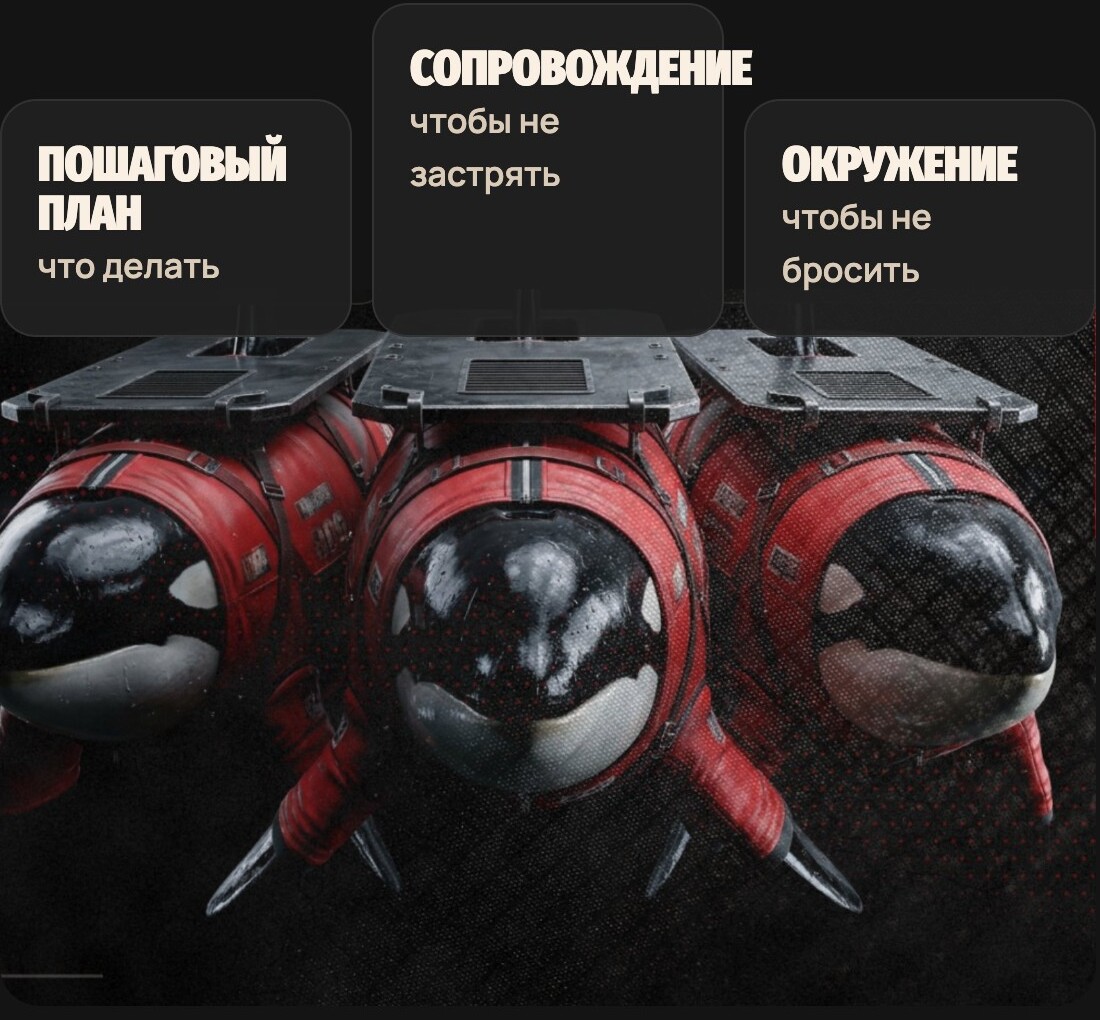 ПОШАГОВЫЙ
ПЛАН
что делать
СОПРОВОЖДЕНИЕ
чтобы не
застрять
ОКРУЖЕНИЕ
чтобы не
бросить